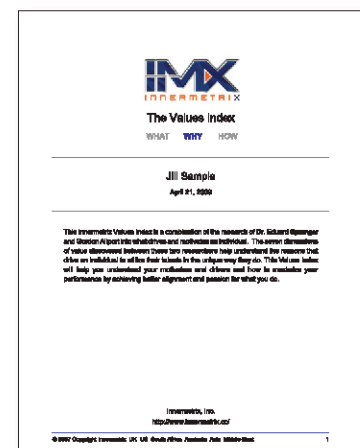 IMX
INNERMETRIX
The Values Index
WHAT WHY HOW
Jill Sample
April 21, 2009
This Innermetrix Values Index is a combination of the research of Dr. Eduard Spranger
and Gordon Allport into what drives and motivates an individual. The seven dimensions
of value discovered between these two researchers help understand the reasons that
drive an individual to utilize their talents in the unique way they do. This Values Index
will help you understand your motivators and drivers and how to maximize your
performance by achieving better alignment and passion for what you do.
Innermetrix, Inc.
http://www.innermetrix.cc/
© 2007 Copyright Innermetrix UK US South Africa Australia Asia Middle East 1